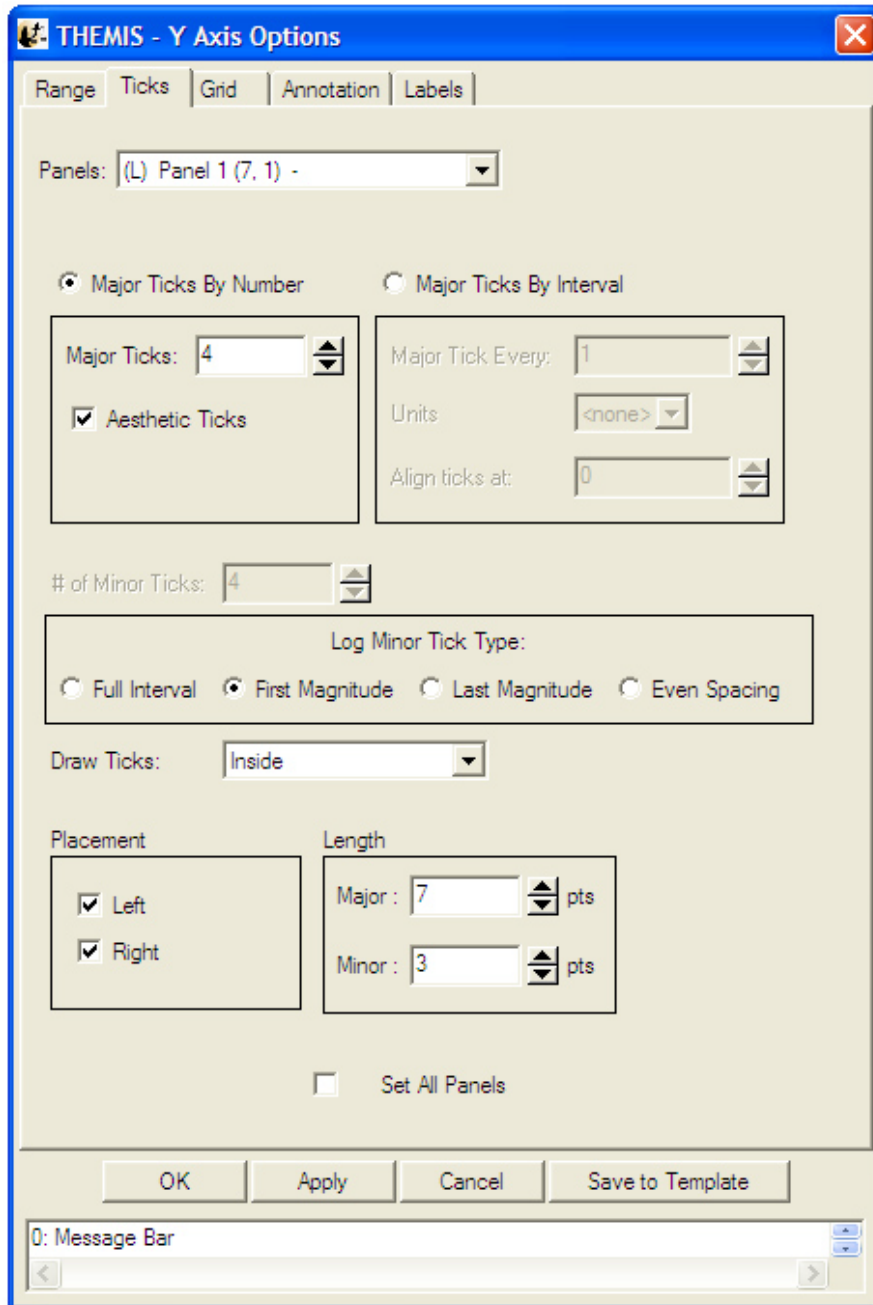 THEMIS - Y Axis Options
Range Ticks Grid Annotation Labels
Panels: (L) Panel 1 (7, 1) -
Major Ticks By Number Major Ticks By Interval
Major Ticks: 4 Major Tick Every: 1
Aesthetic Ticks Units <none>
Align ticks at: 0
# of Minor Ticks: 4
Log Minor Tick Type:
Full Interval First Magnitude Last Magnitude Even Spacing
Draw Ticks: Inside
Placement Length
Left Major : 7 pts
Right Minor : 3 pts
Set All Panels
OK Apply Cancel Save to Template
0: Message Bar